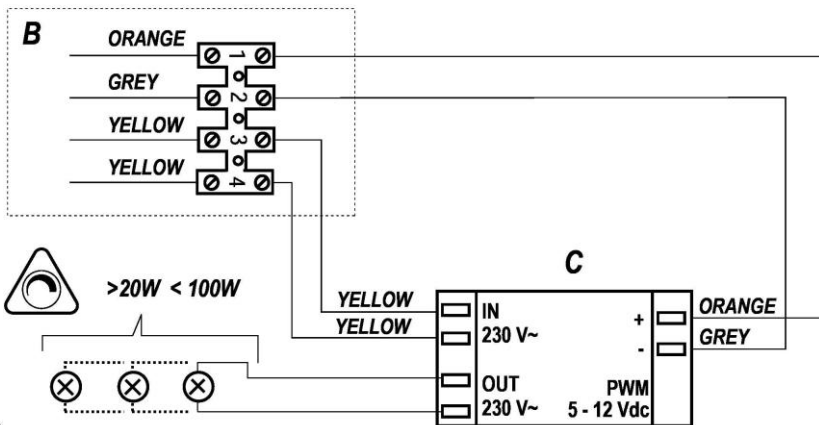 B
ORANGE
1
GREY
2
YELLOW
3
YELLOW
4
>20W < 100W
C
YELLOW
YELLOW
IN
230 V~
OUT
230 V~
+
-
PWM
5 - 12 Vdc
ORANGE
GREY